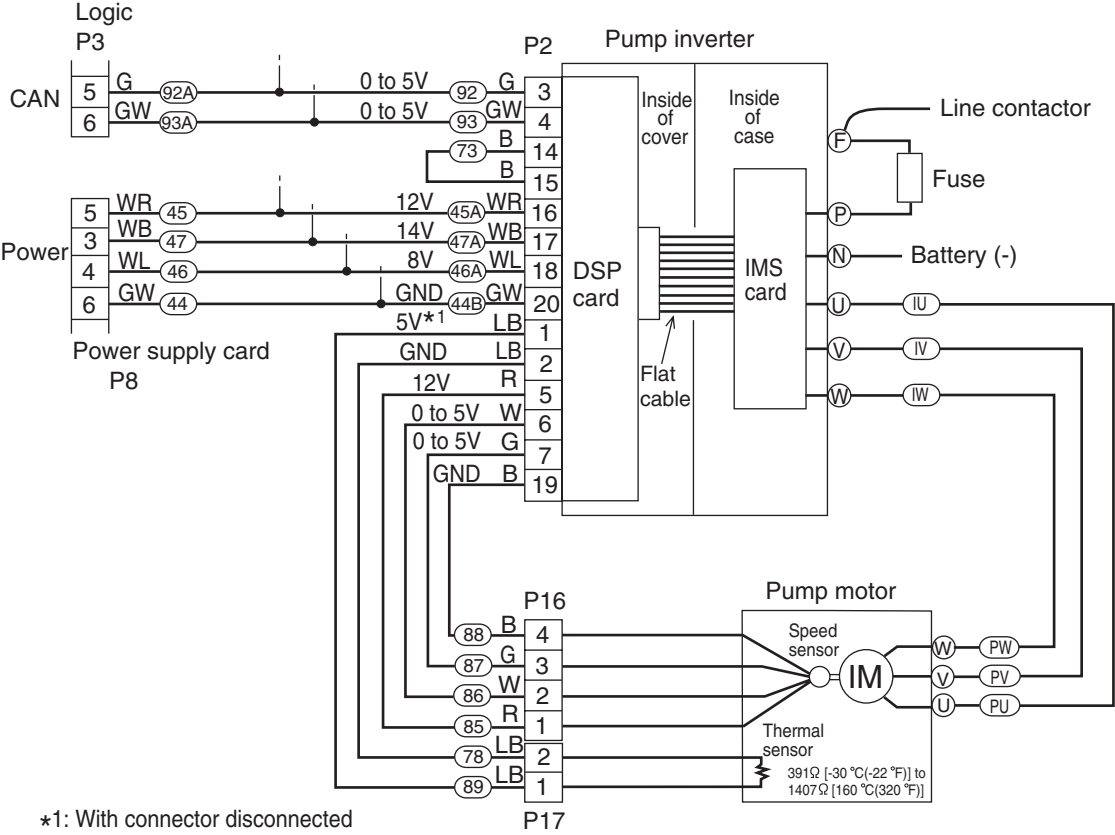 Logic
P3
CAN
5 G 92A 0 to 5V 92 G 3
6 GW 93A 0 to 5V 93 GW 4
73 B 14
B 15
Power
5 WR 45 12V 45A WR 16
3 WB 47 14V 47A WB 17
4 WL 46 8V 46A WL 18
6 GW 44 GND 44B GW 20
Power supply card
P8
P2
5V*1 LB 1
GND LB 2
12V R 5
0 to 5V W 6
0 to 5V G 7
GND B 19
Pump inverter
DSP
card
Inside
of
cover
Inside
of
case
IMS
card
Flat
cable
F
Line contactor
Fuse
P
N Battery (-)
U IU
V IV
W IW
P16
88 B 4
87 G 3
86 W 2
85 R 1
78 LB 2
89 LB 1
P17
Pump motor
Speed
sensor
IM
W PW
V PV
U PU
Thermal
sensor
391Ω [-30 °C(-22 °F)] to
1407Ω [160 °C(320 °F)]
*1: With connector disconnected